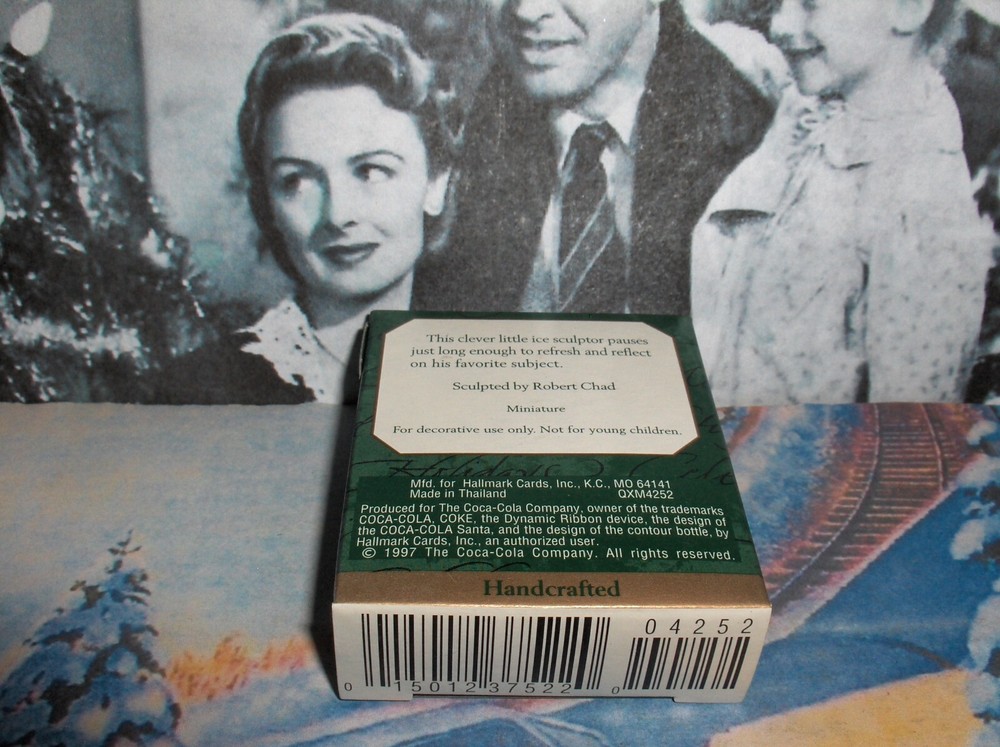 This clever little ice sculptor pauses
just long enough to refresh and reflect
on his favorite subject.
Sculpted by Robert Chad
Miniature
For decorative use only. Not for young children.
Mfd. for Hallmark Cards, Inc., K.C., MO 64141
Made in Thailand QXM4252
Produced for The Coca-Cola Company, owner of the trademarks
COCA-COLA, COKE, the Dynamic Ribbon device, the design of
the COCA-COLA Santa, and the design of the contour bottle, by
Hallmark Cards, Inc., an authorized user.
© 1997 The Coca-Cola Company. All rights reserved.
Handcrafted
04252
0 15012 37522 0